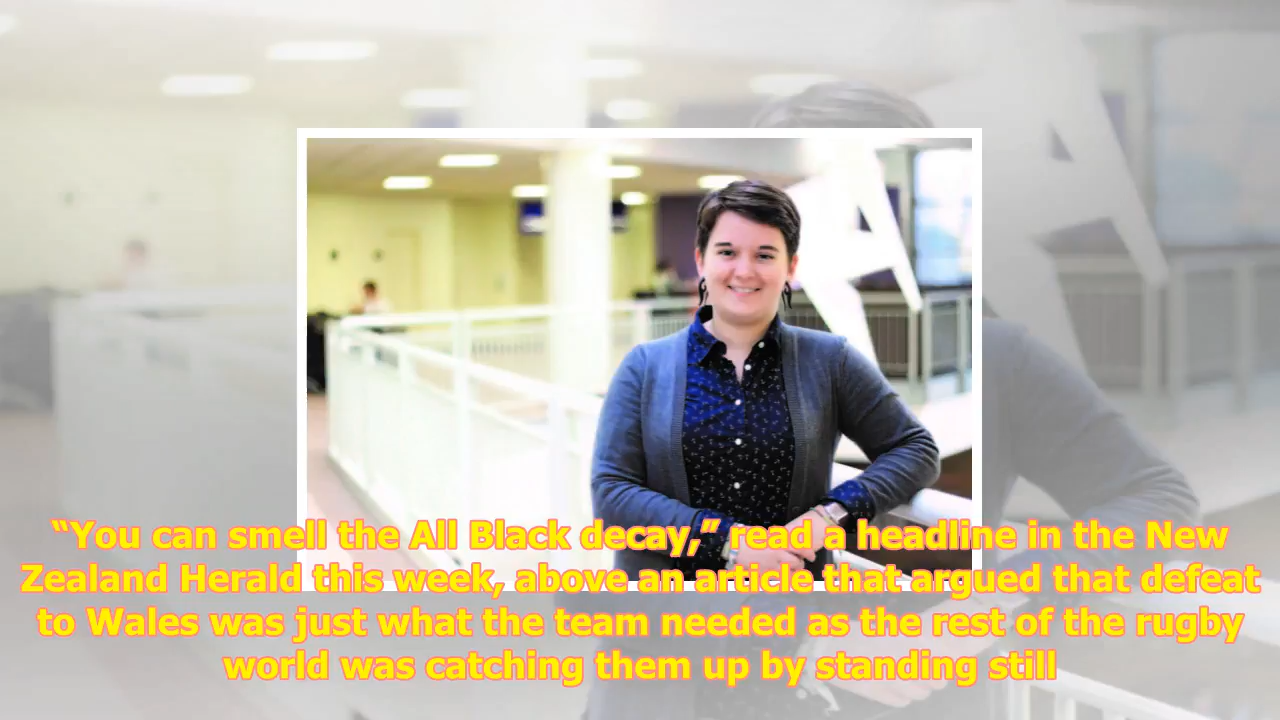 “You can smell the All Black decay,” read a headline in the New
Zealand Herald this week, above an article that argued that defeat
to Wales was just what the team needed as the rest of the rugby
world was catching them up by standing still